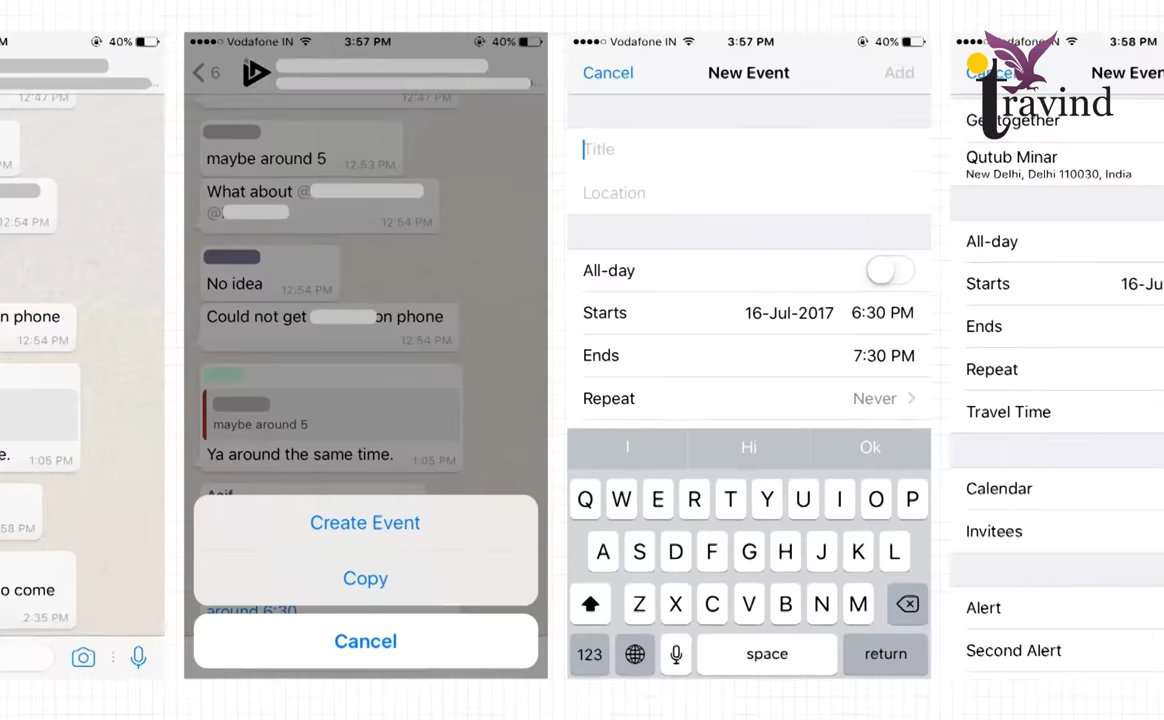 M
40%
12:47 PM
PM
12:54 PM
n phone
12:54 PM
e.
1:05 PM
58 PM
o come
2:35 PM
Vodafone IN
3:57 PM
40%
6
12:47 PM
maybe around 5
12:53 PM
What about @
@
12:54 PM
No idea
12:54 PM
Could not get
on phone
12:54 PM
maybe around 5
Ya around the same time.
1:05 PM
Create Event
Copy
around 6:30
Cancel
Vodafone IN
3:57 PM
40%
Cancel
New Event
Add
Title
Location
All-day
Starts
16-Jul-2017
6:30 PM
Ends
7:30 PM
Repeat
Never
I
Hi
Ok
Q W E R T Y U I O P
A S D F G H J K L
Z X C V B N M
123
space
return
Vodafone IN
3:58 PM
Cancel
New Even
travind
Get together
Qutub Minar
New Delhi, Delhi 110030, India
All-day
Starts
16-Ju
Ends
Repeat
Travel Time
Calendar
Invitees
Alert
Second Alert